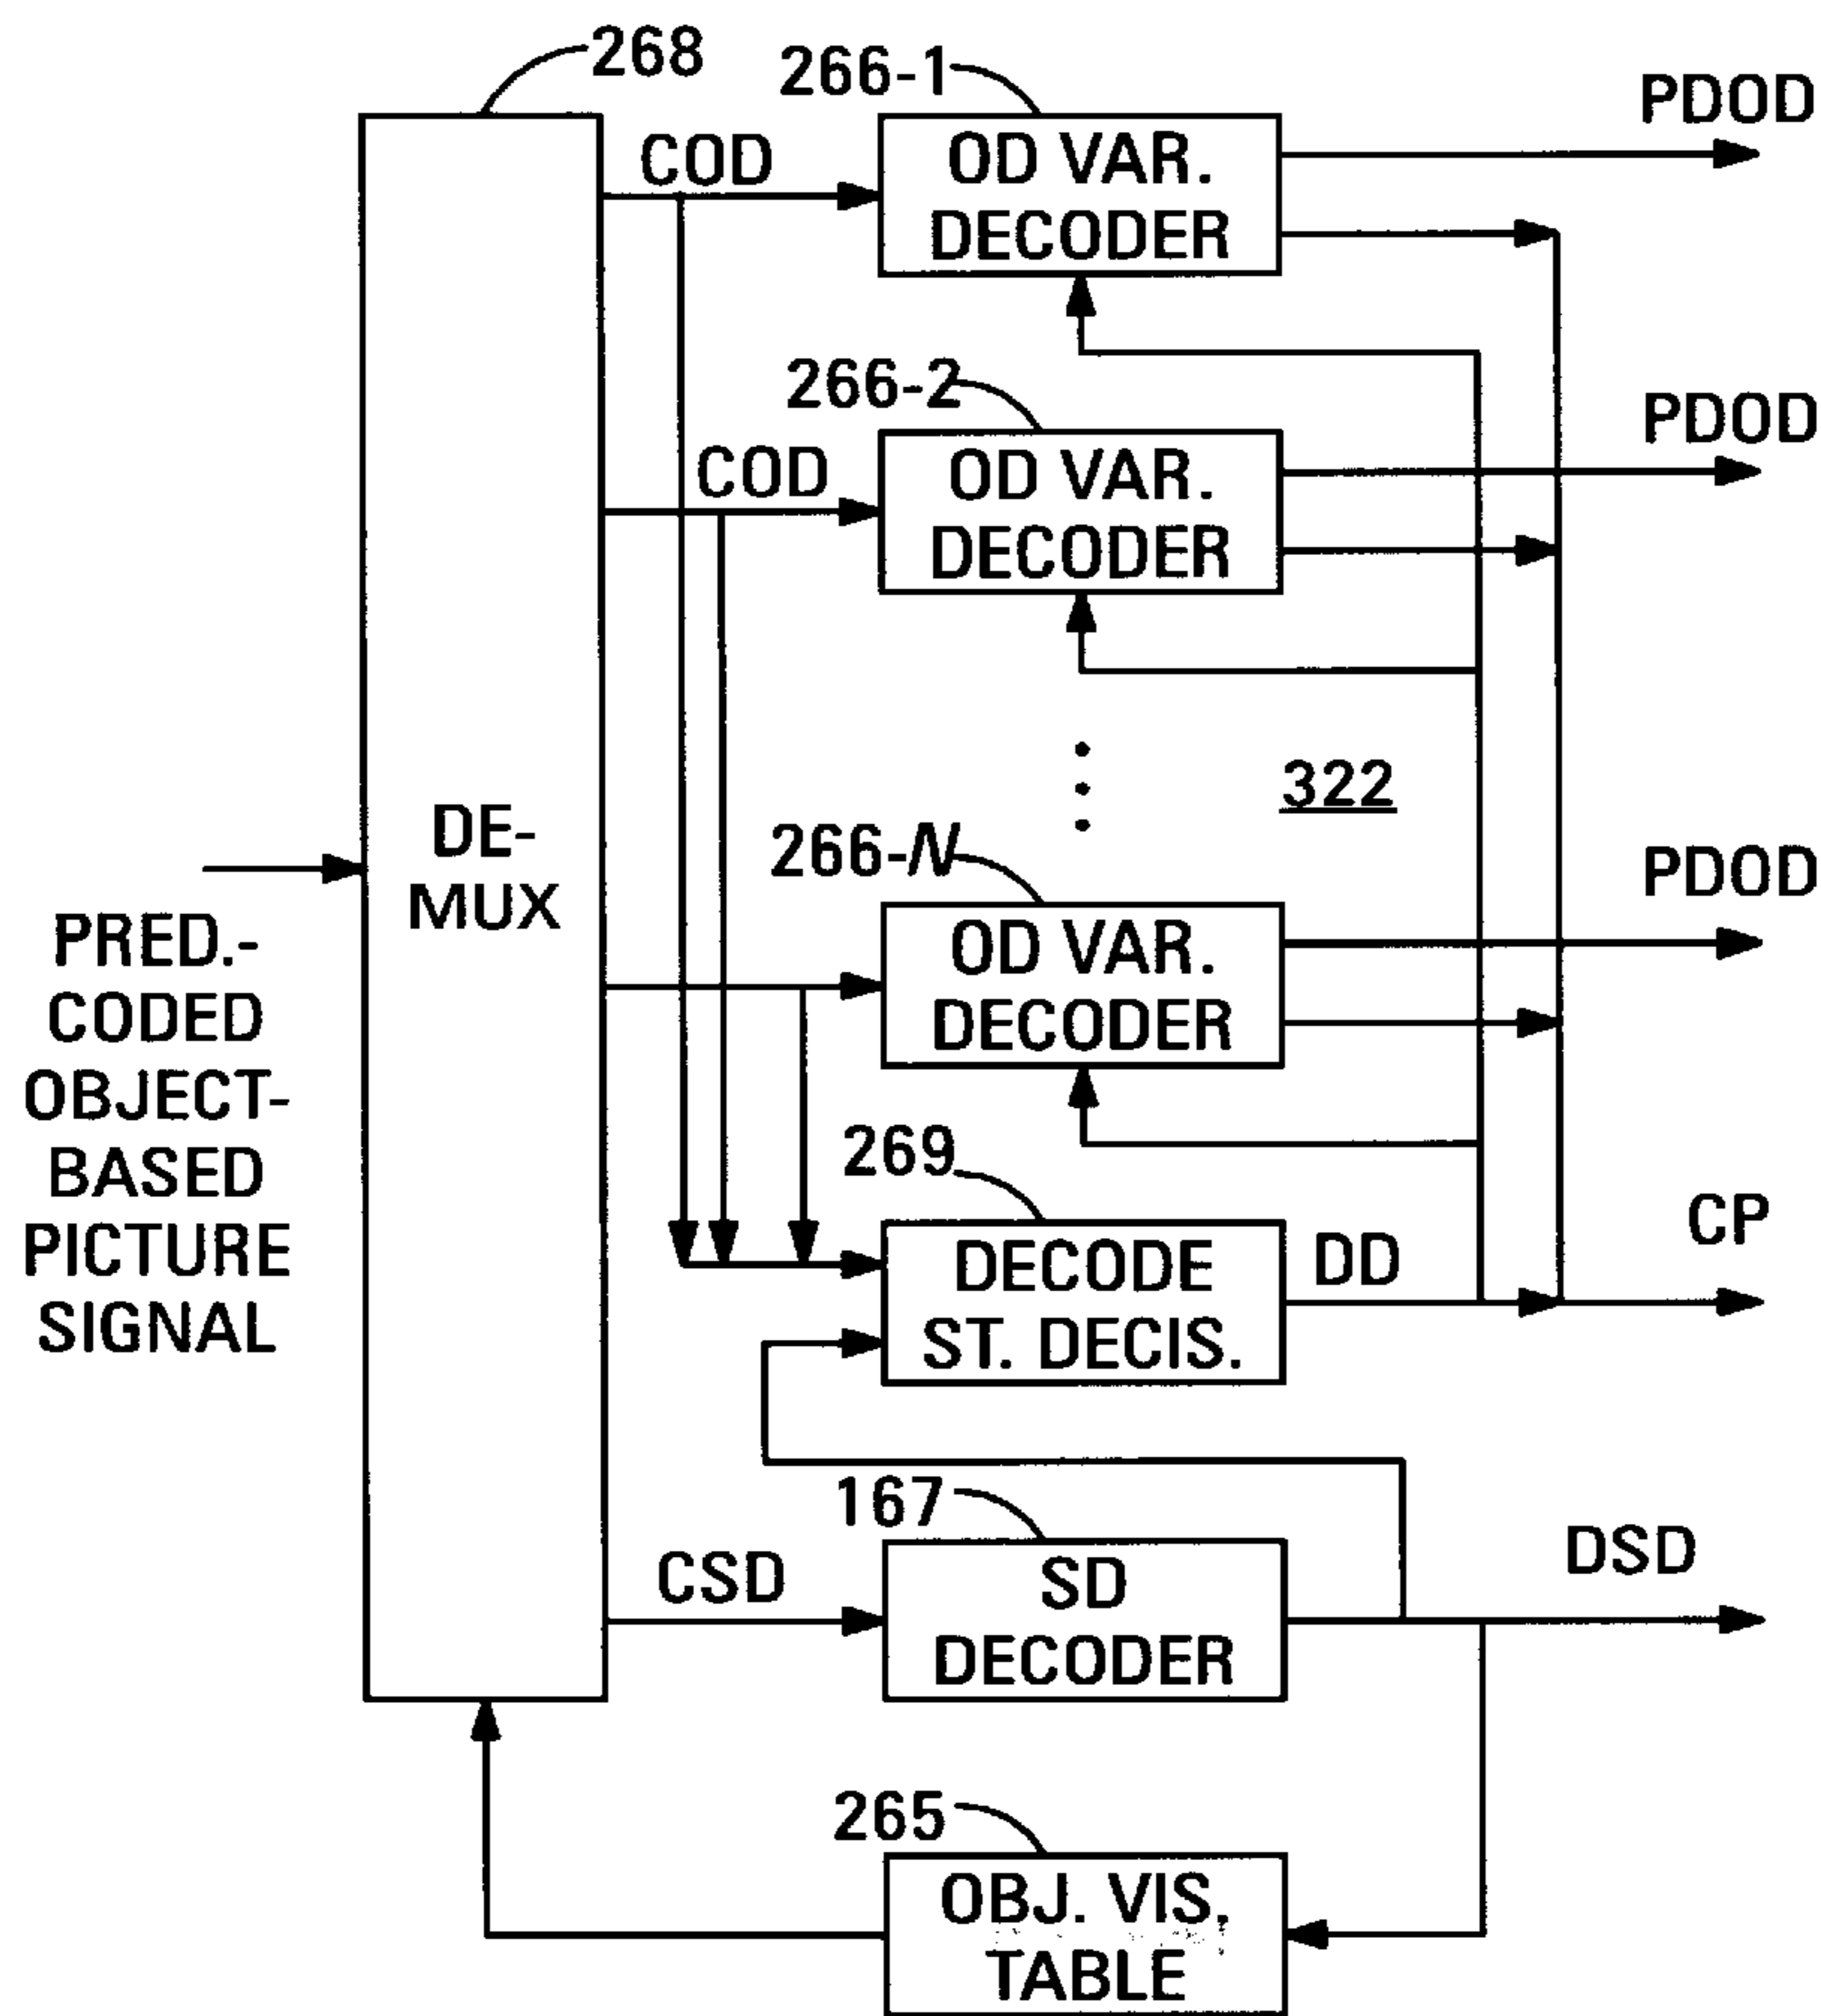 268
266-1
PDOD
COD
OD VAR.
DECODER
266-2
PDOD
COD
OD VAR.
DECODER
322
266-N
PDOD
DE-
MUX
OD VAR.
DECODER
PRED.-
CODED
OBJECT-
BASED
PICTURE
SIGNAL
269
CP
DECODE
ST. DECIS.
DD
167
DSD
CSD
SD
DECODER
265
OBJ. VIS.
TABLE